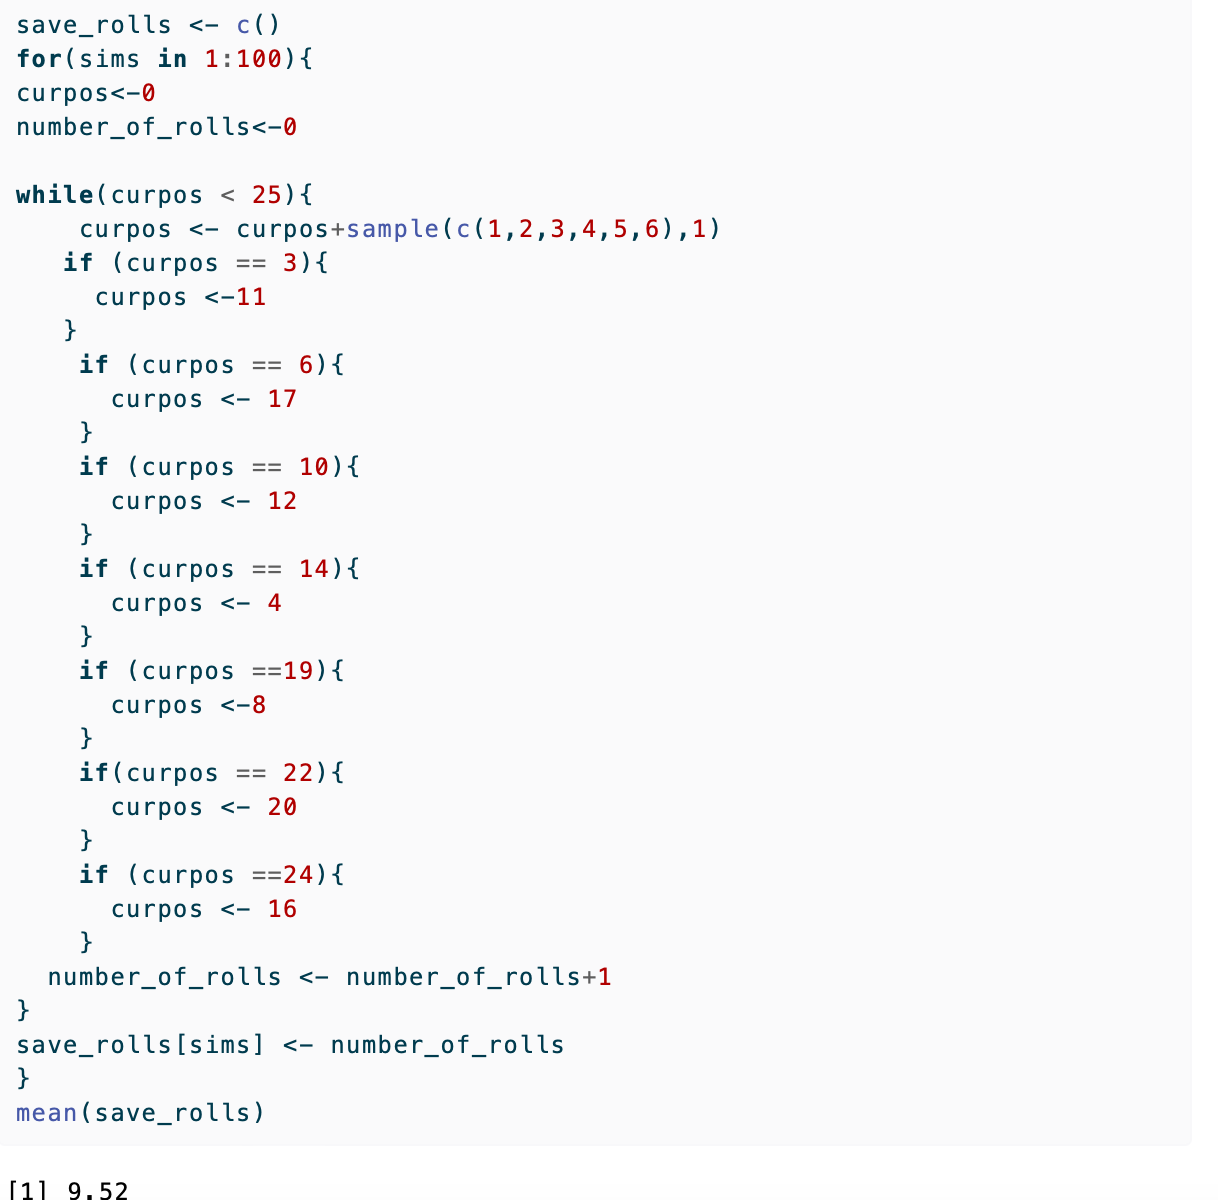 save_rolls <- c()
for(sims in 1:100){
curpos<-0
number_of_rolls<-0

while(curpos < 25){
    curpos <- curpos+sample(c(1,2,3,4,5,6),1)
   if (curpos == 3){
     curpos <-11
   }
    if (curpos == 6){
      curpos <- 17
    }
    if (curpos == 10){
      curpos <- 12
    }
    if (curpos == 14){
      curpos <- 4
    }
    if (curpos ==19){
      curpos <-8
    }
    if(curpos == 22){
      curpos <- 20
    }
    if (curpos ==24){
      curpos <- 16
    }
  number_of_rolls <- number_of_rolls+1
}
save_rolls[sims] <- number_of_rolls
}
mean(save_rolls)

[1] 9.52